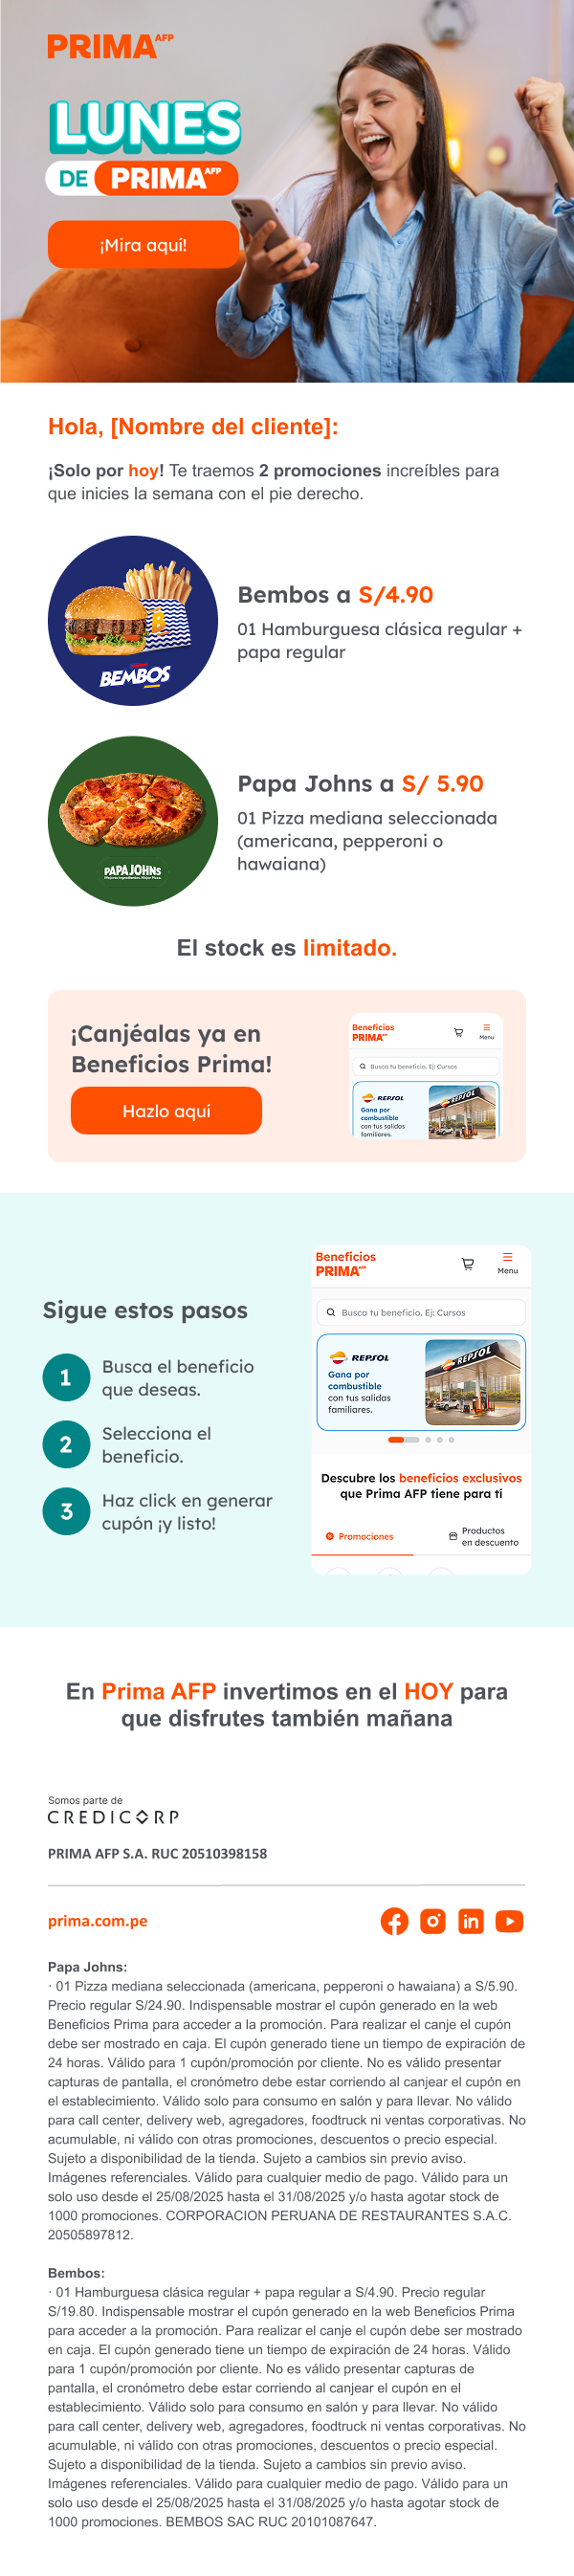 PRIMA AFP
LUNES
DE PRIMA AFP
¡Mira aquí!
Hola, [Nombre del cliente]:
¡Solo por hoy! Te traemos 2 promociones increíbles para
que inicies la semana con el pie derecho.
BEMBOS
Bembos a S/4.90
01 Hamburguesa clásica regular +
papa regular
PAPA JOHNS
Mejores ingredientes. Mejor Pizza.
Papa Johns a S/ 5.90
01 Pizza mediana seleccionada
(americana, pepperoni o
hawaiana)
El stock es limitado.
¡Canjéalas ya en
Beneficios Prima!
Hazlo aquí
Beneficios
PRIMA AFP
Menu
Busca tu beneficio. Ej: Cursos
REPSOL
Gana por
combustible
con tus salidas
familiares.
REPSOL
Sigue estos pasos
1 Busca el beneficio
que deseas.
2 Selecciona el
beneficio.
3 Haz click en generar
cupón ¡y listo!
Beneficios
PRIMA AFP
Menu
Busca tu beneficio. Ej: Cursos
REPSOL
Gana por
combustible
con tus salidas
familiares.
REPSOL
Descubre los beneficios exclusivos
que Prima AFP tiene para tí
Promociones
Productos
en descuento
En Prima AFP invertimos en el HOY para
que disfrutes también mañana
Somos parte de
CREDICORP
PRIMA AFP S.A. RUC 20510398158
prima.com.pe
Papa Johns:
· 01 Pizza mediana seleccionada (americana, pepperoni o hawaiana) a S/5.90.
Precio regular S/24.90. Indispensable mostrar el cupón generado en la web
Beneficios Prima para acceder a la promoción. Para realizar el canje el cupón
debe ser mostrado en caja. El cupón generado tiene un tiempo de expiración de
24 horas. Válido para 1 cupón/promoción por cliente. No es válido presentar
capturas de pantalla, el cronómetro debe estar corriendo al canjear el cupón en
el establecimiento. Válido solo para consumo en salón y para llevar. No válido
para call center, delivery web, agregadores, foodtruck ni ventas corporativas. No
acumulable, ni válido con otras promociones, descuentos o precio especial.
Sujeto a disponibilidad de la tienda. Sujeto a cambios sin previo aviso.
Imágenes referenciales. Válido para cualquier medio de pago. Válido para un
solo uso desde el 25/08/2025 hasta el 31/08/2025 y/o hasta agotar stock de
1000 promociones. CORPORACION PERUANA DE RESTAURANTES S.A.C.
20505897812.
Bembos:
· 01 Hamburguesa clásica regular + papa regular a S/4.90. Precio regular
S/19.80. Indispensable mostrar el cupón generado en la web Beneficios Prima
para acceder a la promoción. Para realizar el canje el cupón debe ser mostrado
en caja. El cupón generado tiene un tiempo de expiración de 24 horas. Válido
para 1 cupón/promoción por cliente. No es válido presentar capturas de
pantalla, el cronómetro debe estar corriendo al canjear el cupón en el
establecimiento. Válido solo para consumo en salón y para llevar. No válido
para call center, delivery web, agregadores, foodtruck ni ventas corporativas. No
acumulable, ni válido con otras promociones, descuentos o precio especial.
Sujeto a disponibilidad de la tienda. Sujeto a cambios sin previo aviso.
Imágenes referenciales. Válido para cualquier medio de pago. Válido para un
solo uso desde el 25/08/2025 hasta el 31/08/2025 y/o hasta agotar stock de
1000 promociones. BEMBOS SAC RUC 20101087647.